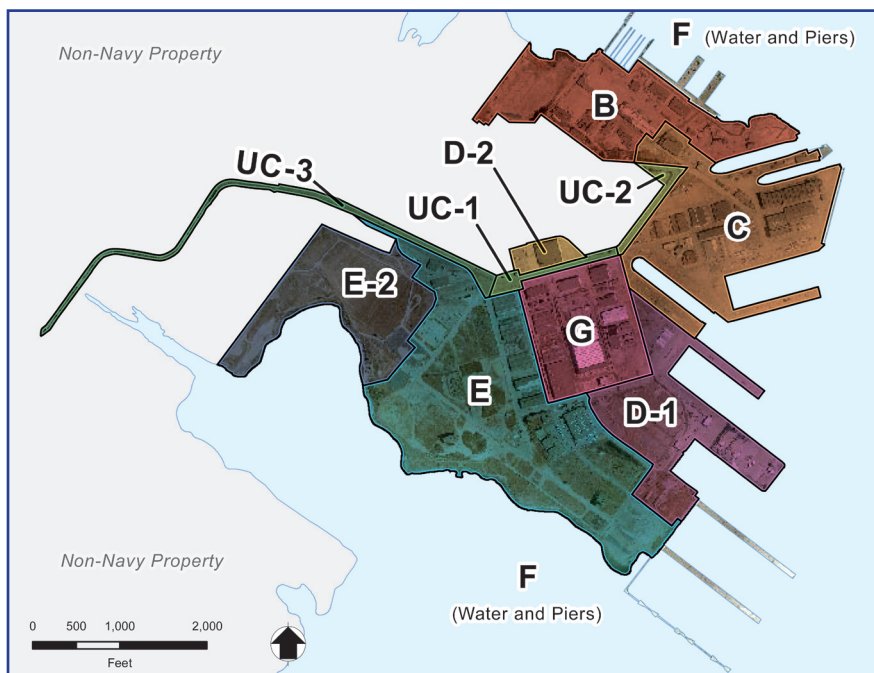 F (Water and Piers)
Non-Navy Property
B
D-2
UC-3
UC-2
UC-1
C
E-2
G
E
D-1
F
(Water and Piers)
Non-Navy Property
0 500 1,000 2,000
Feet